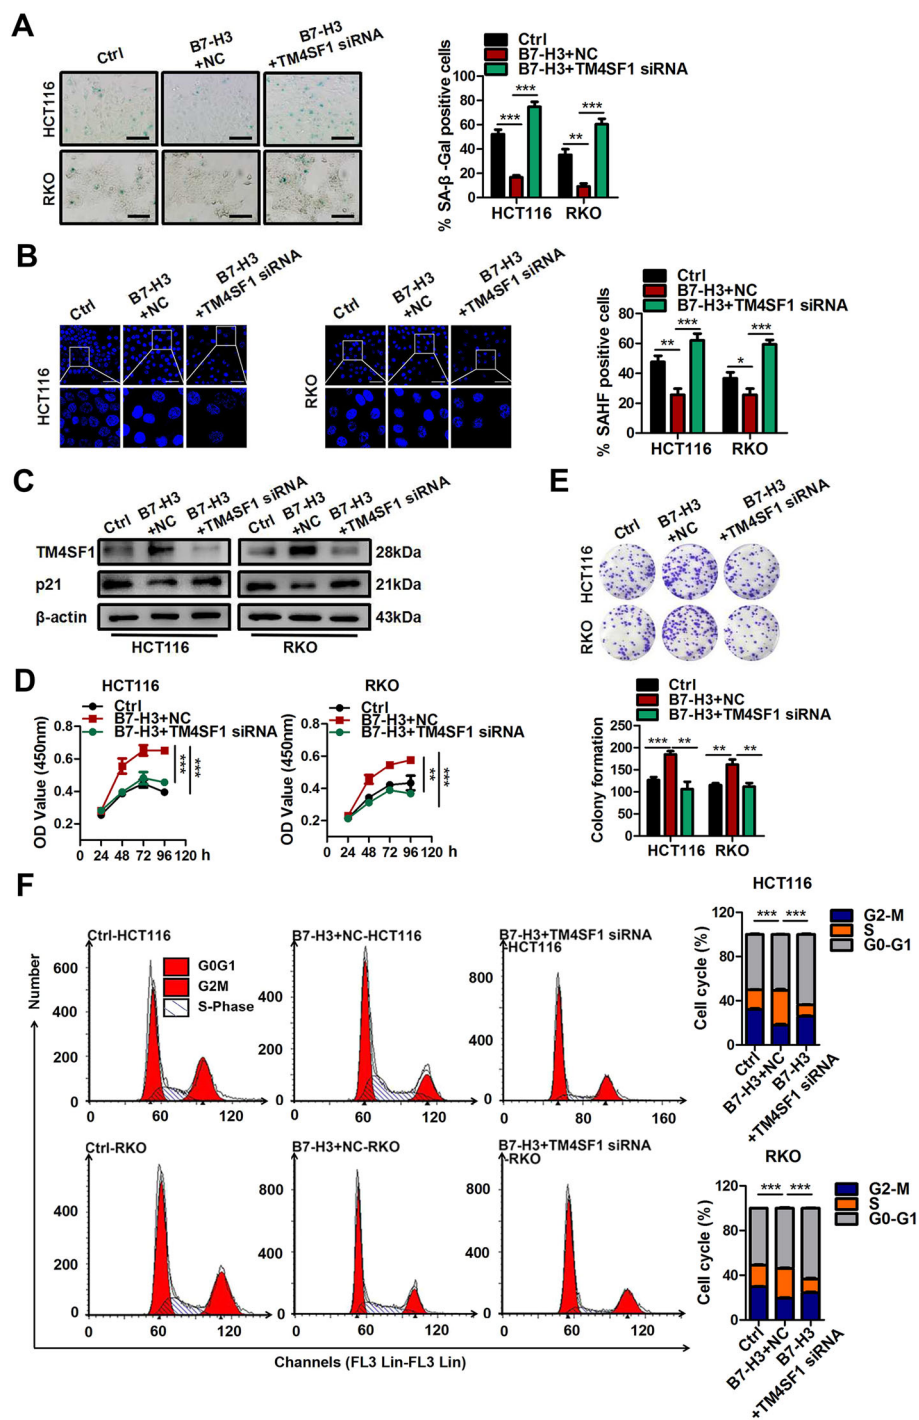 A
Ctrl
B7-H3
+NC
B7-H3
+TM4SF1 siRNA
HCT116
RKO
Ctrl
B7-H3+NC
B7-H3+TM4SF1 siRNA
% SA-β -Gal positive cells
100
80
60
40
20
0
***
***
**
***
HCT116
RKO
B
Ctrl
B7-H3
+NC
B7-H3
+TM4SF1 siRNA
HCT116
Ctrl
B7-H3
+NC
B7-H3
+TM4SF1 siRNA
RKO
Ctrl
B7-H3+NC
B7-H3+TM4SF1 siRNA
% SAHF positive cells
80
60
40
20
0
**
***
*
***
HCT116
RKO
C
Ctrl
B7-H3
+NC
B7-H3
+TM4SF1 siRNA
Ctrl
B7-H3
+NC
B7-H3
+TM4SF1 siRNA
TM4SF1
28kDa
p21
21kDa
β-actin
43kDa
HCT116
RKO
E
Ctrl
B7-H3
+NC
B7-H3
+TM4SF1 siRNA
HCT116
RKO
Ctrl
B7-H3+NC
B7-H3+TM4SF1 siRNA
Colony formation
250
200
150
100
50
0
***
**
**
**
HCT116
RKO
D
HCT116
Ctrl
B7-H3+NC
B7-H3+TM4SF1 siRNA
OD Value (450nm)
0.8
0.6
0.4
0.2
***
***
0 24 48 72 96 120 h
RKO
Ctrl
B7-H3+NC
B7-H3+TM4SF1 siRNA
OD Value (450nm)
0.8
0.6
0.4
0.2
**
***
0 24 48 72 96 120 h
F
Number
Ctrl-HCT116
600
400
200
0
0 60 120
G0G1
G2M
S-Phase
B7-H3+NC-HCT116
400
200
0
0 60 120
B7-H3+TM4SF1 siRNA
-HCT116
800
400
0
0 60 100 160
HCT116
G2-M
S
G0-G1
Cell cycle (%)
120
80
40
0
***
***
Ctrl
B7-H3+NC
B7-H3
+TM4SF1 siRNA
Ctrl-RKO
400
200
0
0 60 120
B7-H3+NC-RKO
800
400
0
0 60 120
B7-H3+TM4SF1 siRNA
-RKO
800
400
0
0 60 120
Channels (FL3 Lin-FL3 Lin)
RKO
G2-M
S
G0-G1
Cell cycle (%)
120
80
40
0
***
***
Ctrl
B7-H3+NC
B7-H3
+TM4SF1 siRNA